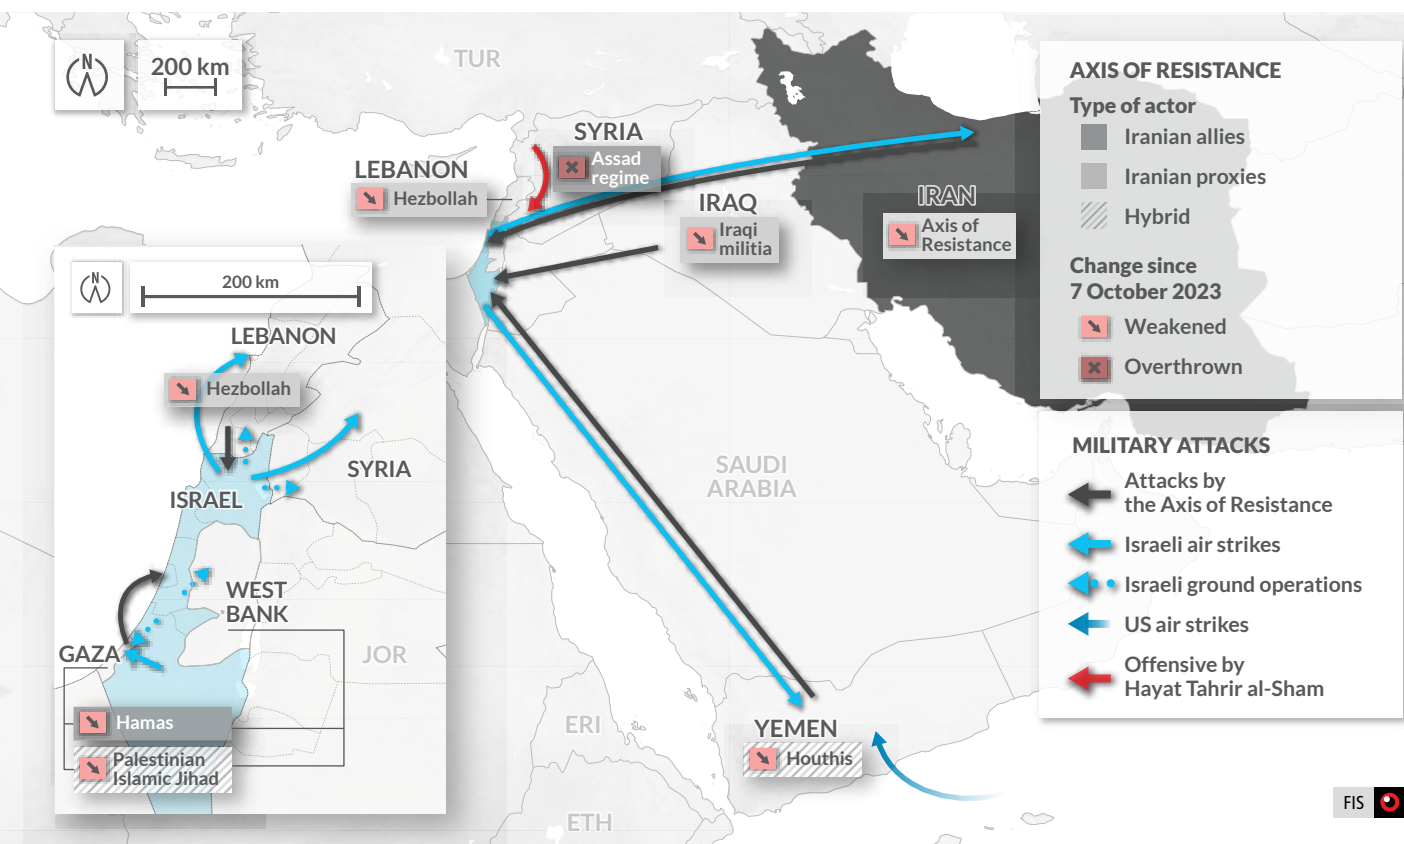 N
200 km
TUR
SYRIA
Assad
regime
LEBANON
Hezbollah
IRAQ
Iraqi
militia
IRAN
Axis of
Resistance
SAUDI
ARABIA
YEMEN
Houthis
ERI
ETH
N
200 km
LEBANON
Hezbollah
SYRIA
ISRAEL
WEST
BANK
GAZA
JOR
Hamas
Palestinian
Islamic Jihad
AXIS OF RESISTANCE
Type of actor
Iranian allies
Iranian proxies
Hybrid
Change since
7 October 2023
Weakened
Overthrown
MILITARY ATTACKS
Attacks by
the Axis of Resistance
Israeli air strikes
Israeli ground operations
US air strikes
Offensive by
Hayat Tahrir al-Sham
FIS